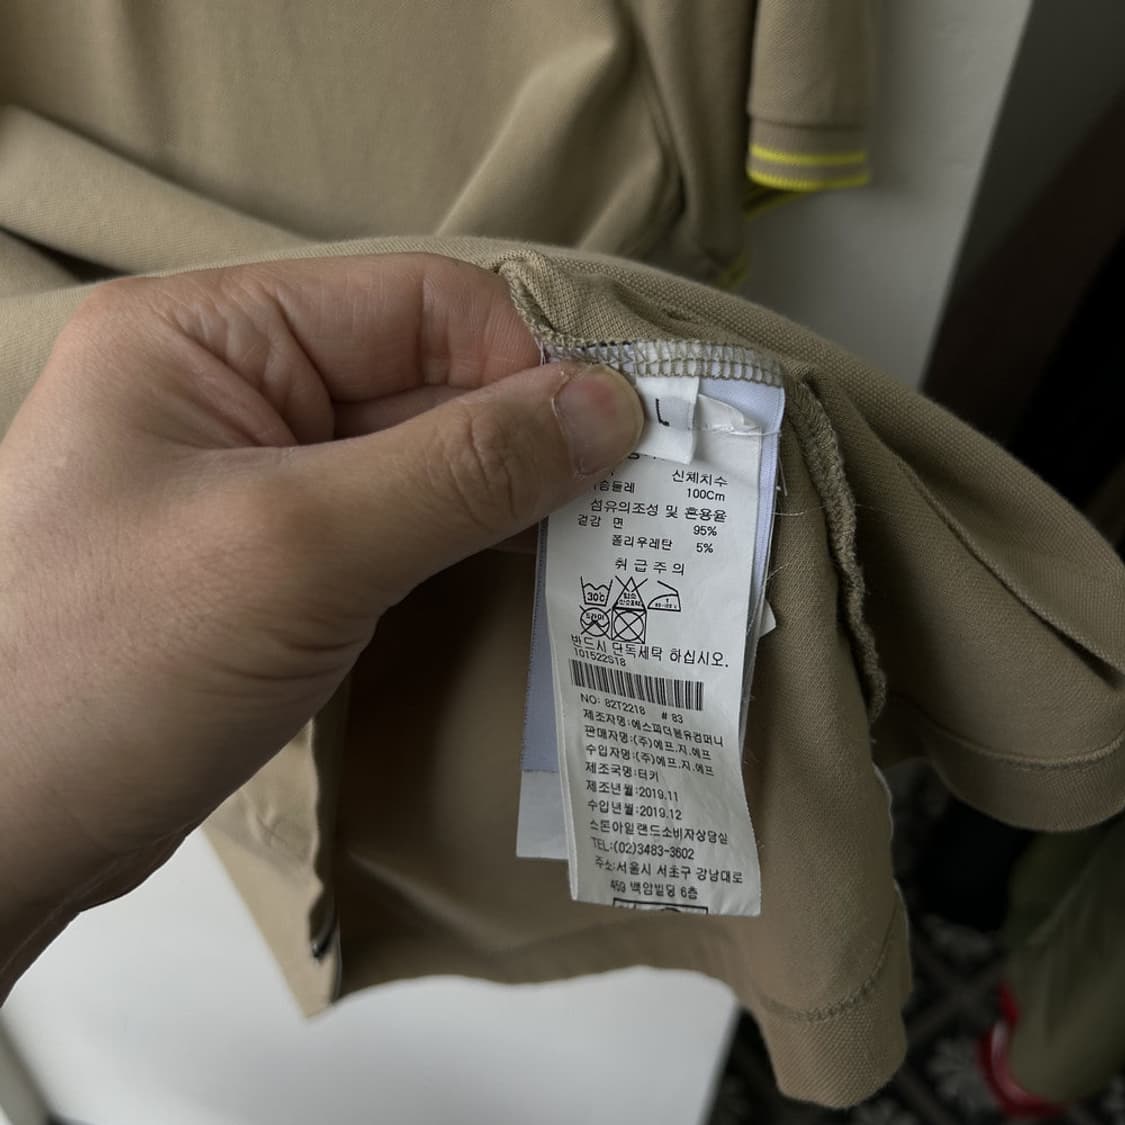 L
신체치수
가슴둘레 100Cm
섬유의조성 및 혼용율
겉감 면 95%
폴리우레탄 5%
취급주의
30℃
드라이
반드시 단독세탁 하십시오.
101522S18
NO: 82T2218 # 83
제조자명:에스피더블유컴퍼니
판매자명:(주)에프.지.에프
수입자명:(주)에프.지.에프
제조국명:터키
제조년월:2019.11
수입년월:2019.12
스톤아일랜드소비자상담실
TEL:(02)3483-3602
주소:서울시 서초구 강남대로
459 백암빌딩 6층